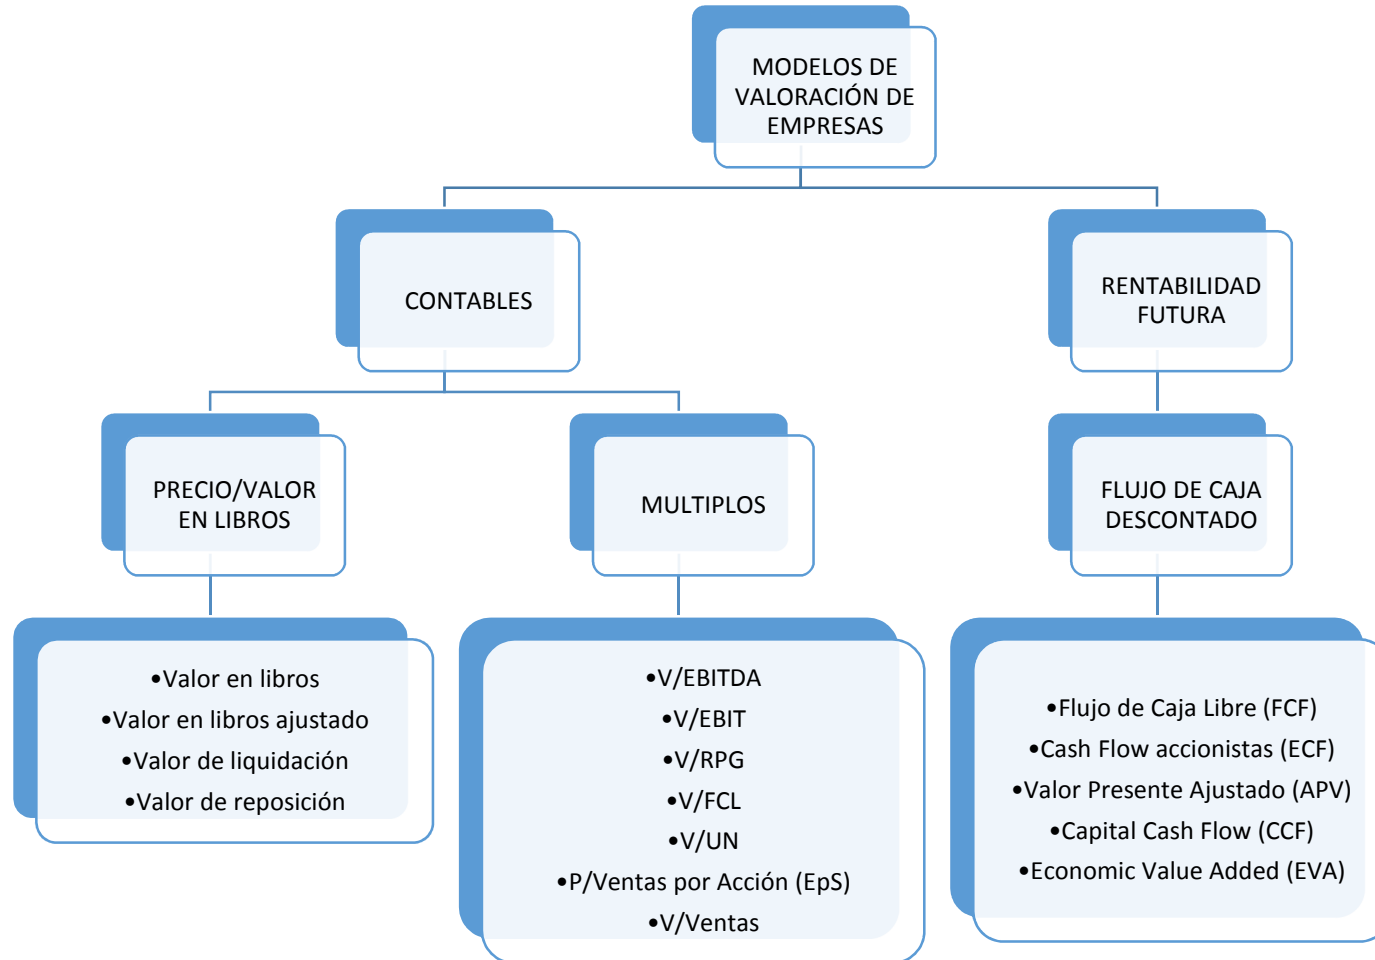 MODELOS DE
VALORACIÓN DE
EMPRESAS
CONTABLES
RENTABILIDAD
FUTURA
PRECIO/VALOR
EN LIBROS
MULTIPLOS
FLUJO DE CAJA
DESCONTADO
•Valor en libros
•Valor en libros ajustado
•Valor de liquidación
•Valor de reposición
•V/EBITDA
•V/EBIT
•V/RPG
•V/FCL
•V/UN
•P/Ventas por Acción (EpS)
•V/Ventas
•Flujo de Caja Libre (FCF)
•Cash Flow accionistas (ECF)
•Valor Presente Ajustado (APV)
•Capital Cash Flow (CCF)
•Economic Value Added (EVA)